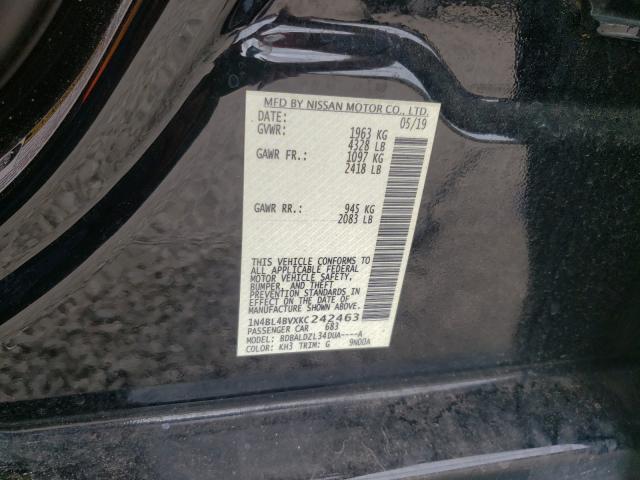 MFD BY NISSAN MOTOR CO., LTD.
DATE: 05/19
GVWR: 1963 KG
4328 LB
GAWR FR.: 1097 KG
2418 LB
GAWR RR.: 945 KG
2083 LB
THIS VEHICLE CONFORMS TO
ALL APPLICABLE FEDERAL
MOTOR VEHICLE SAFETY,
BUMPER, AND THEFT
PREVENTION STANDARDS IN
EFFECT ON THE DATE OF
MANUFACTURE SHOWN ABOVE.
1N4BL4BVXKC242463
PASSENGER CAR 683
MODEL: BDBALDZL34DUA----A
COLOR: KH3 TRIM: G 9N00A